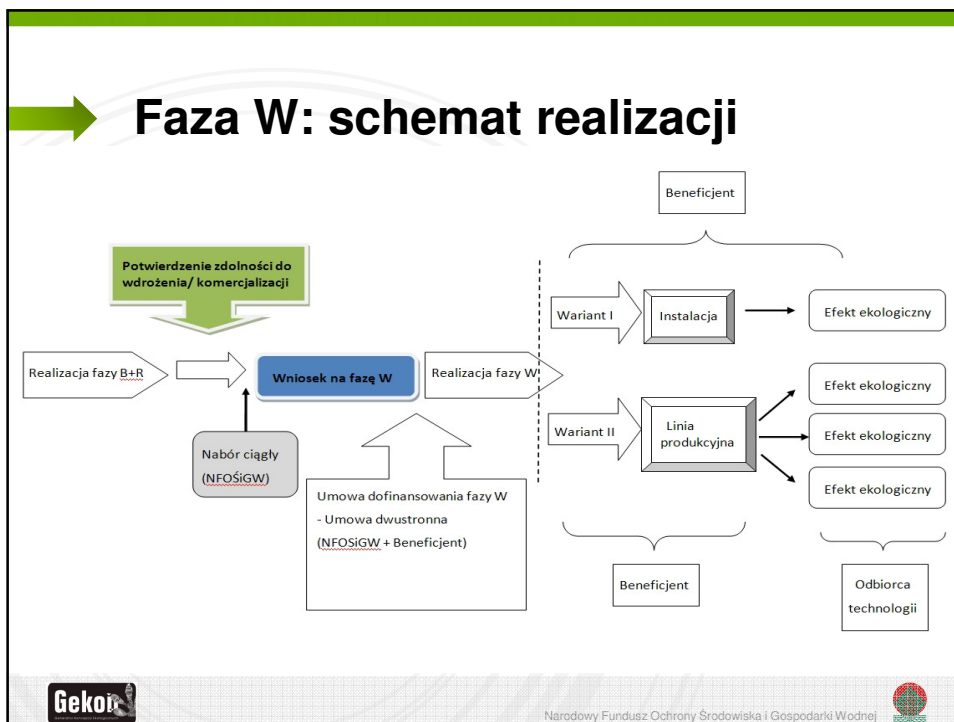 Faza W: schemat realizacji
Beneficjent
Potwierdzenie zdolności do
wdrożenia/ komercjalizacji
Wariant I
Instalacja
Efekt ekologiczny
Realizacja fazy B+R
Wniosek na fazę W
Realizacja fazy W
Efekt ekologiczny
Wariant II
Linia
produkcyjna
Efekt ekologiczny
Nabór ciągły
(NFOŚiGW)
Efekt ekologiczny
Umowa dofinansowania fazy W
- Umowa dwustronna
(NFOSiGW + Beneficjent)
Beneficjent
Odbiorca
technologii
Gekon
Narodowy Fundusz Ochrony Środowiska i Gospodarki Wodnej